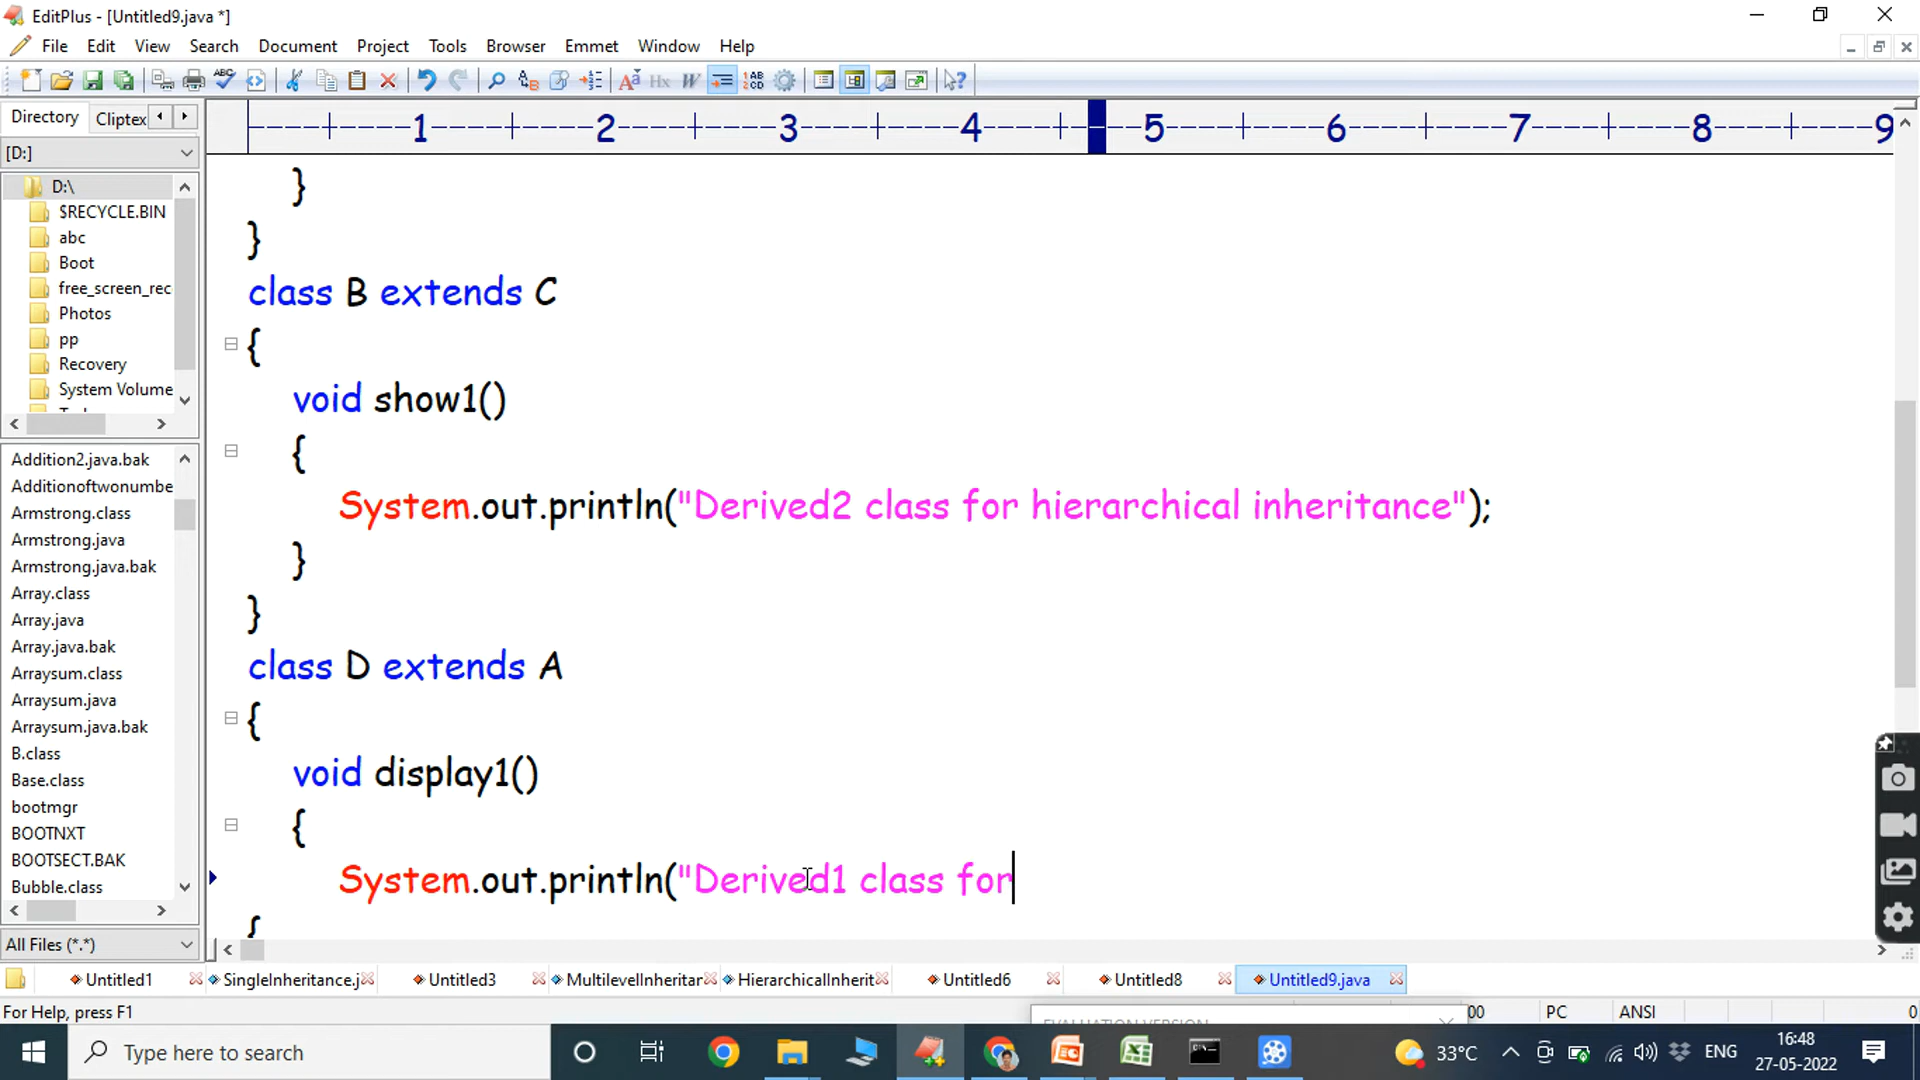 EditPlus - [Untitled9.java *]
File Edit View Search Document Project Tools Browser Emmet Window Help
Directory Cliptex
1 2 3 4 5 6 7 8 9
[D:]
D:\
$RECYCLE.BIN
abc
Boot
free_screen_rec
Photos
pp
Recovery
System Volume
}
}
class B extends C
{
void show1()
{
System.out.println("Derived2 class for hierarchical inheritance");
}
}
class D extends A
{
void display1()
{
System.out.println("Derived1 class for
{
Addition2.java.bak
Additionoftwonumbe
Armstrong.class
Armstrong.java
Armstrong.java.bak
Array.class
Array.java
Array.java.bak
Arraysum.class
Arraysum.java
Arraysum.java.bak
B.class
Base.class
bootmgr
BOOTNXT
BOOTSECT.BAK
Bubble.class
All Files (*.*)
Untitled1 SingleInheritance.j Untitled3 MultilevelInheritar HierarchicalInherit Untitled6 Untitled8 Untitled9.java
For Help, press F1 00 PC ANSI 0
EVALUATION VERSION
Type here to search
33°C ENG
16:48
27-05-2022